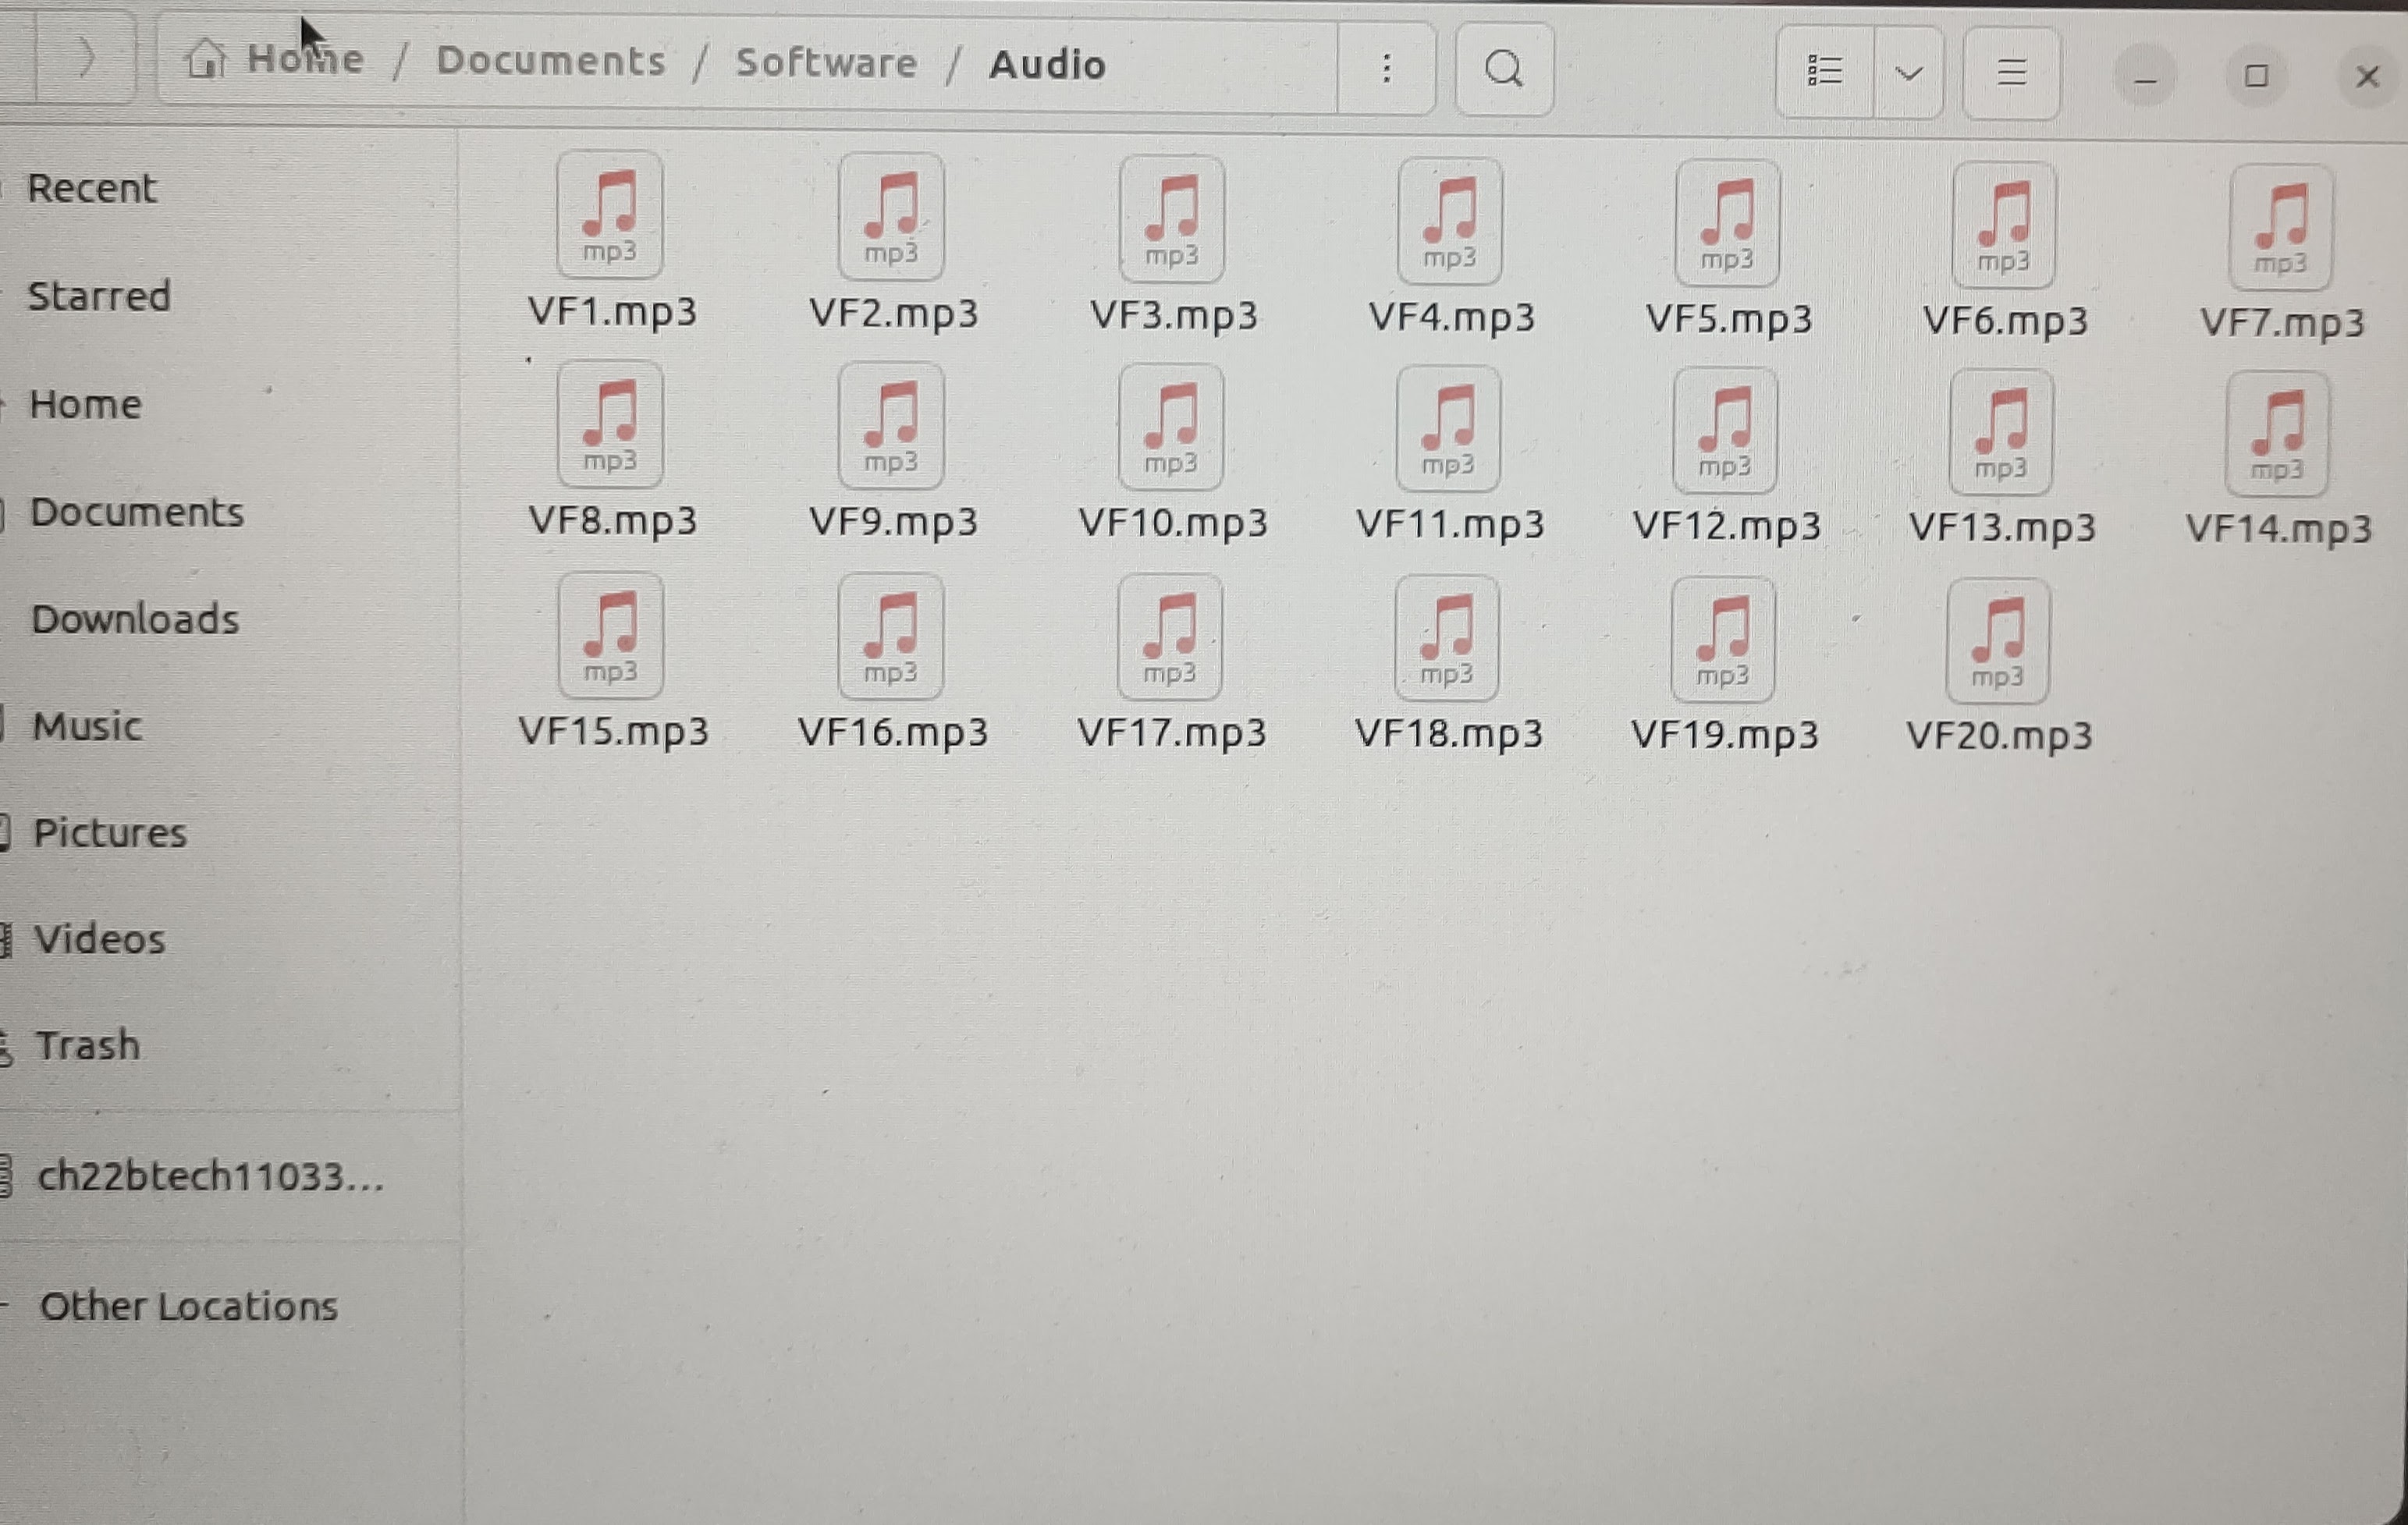 Home / Documents / Software / Audio
Recent
Starred
Home
Documents
Downloads
Music
Pictures
Videos
Trash
ch22btech11033...
Other Locations
mp3 mp3 mp3 mp3 mp3 mp3 mp3
VF1.mp3 VF2.mp3 VF3.mp3 VF4.mp3 VF5.mp3 VF6.mp3 VF7.mp3
mp3 mp3 mp3 mp3 mp3 mp3 mp3
VF8.mp3 VF9.mp3 VF10.mp3 VF11.mp3 VF12.mp3 VF13.mp3 VF14.mp3
mp3 mp3 mp3 mp3 mp3 mp3
VF15.mp3 VF16.mp3 VF17.mp3 VF18.mp3 VF19.mp3 VF20.mp3